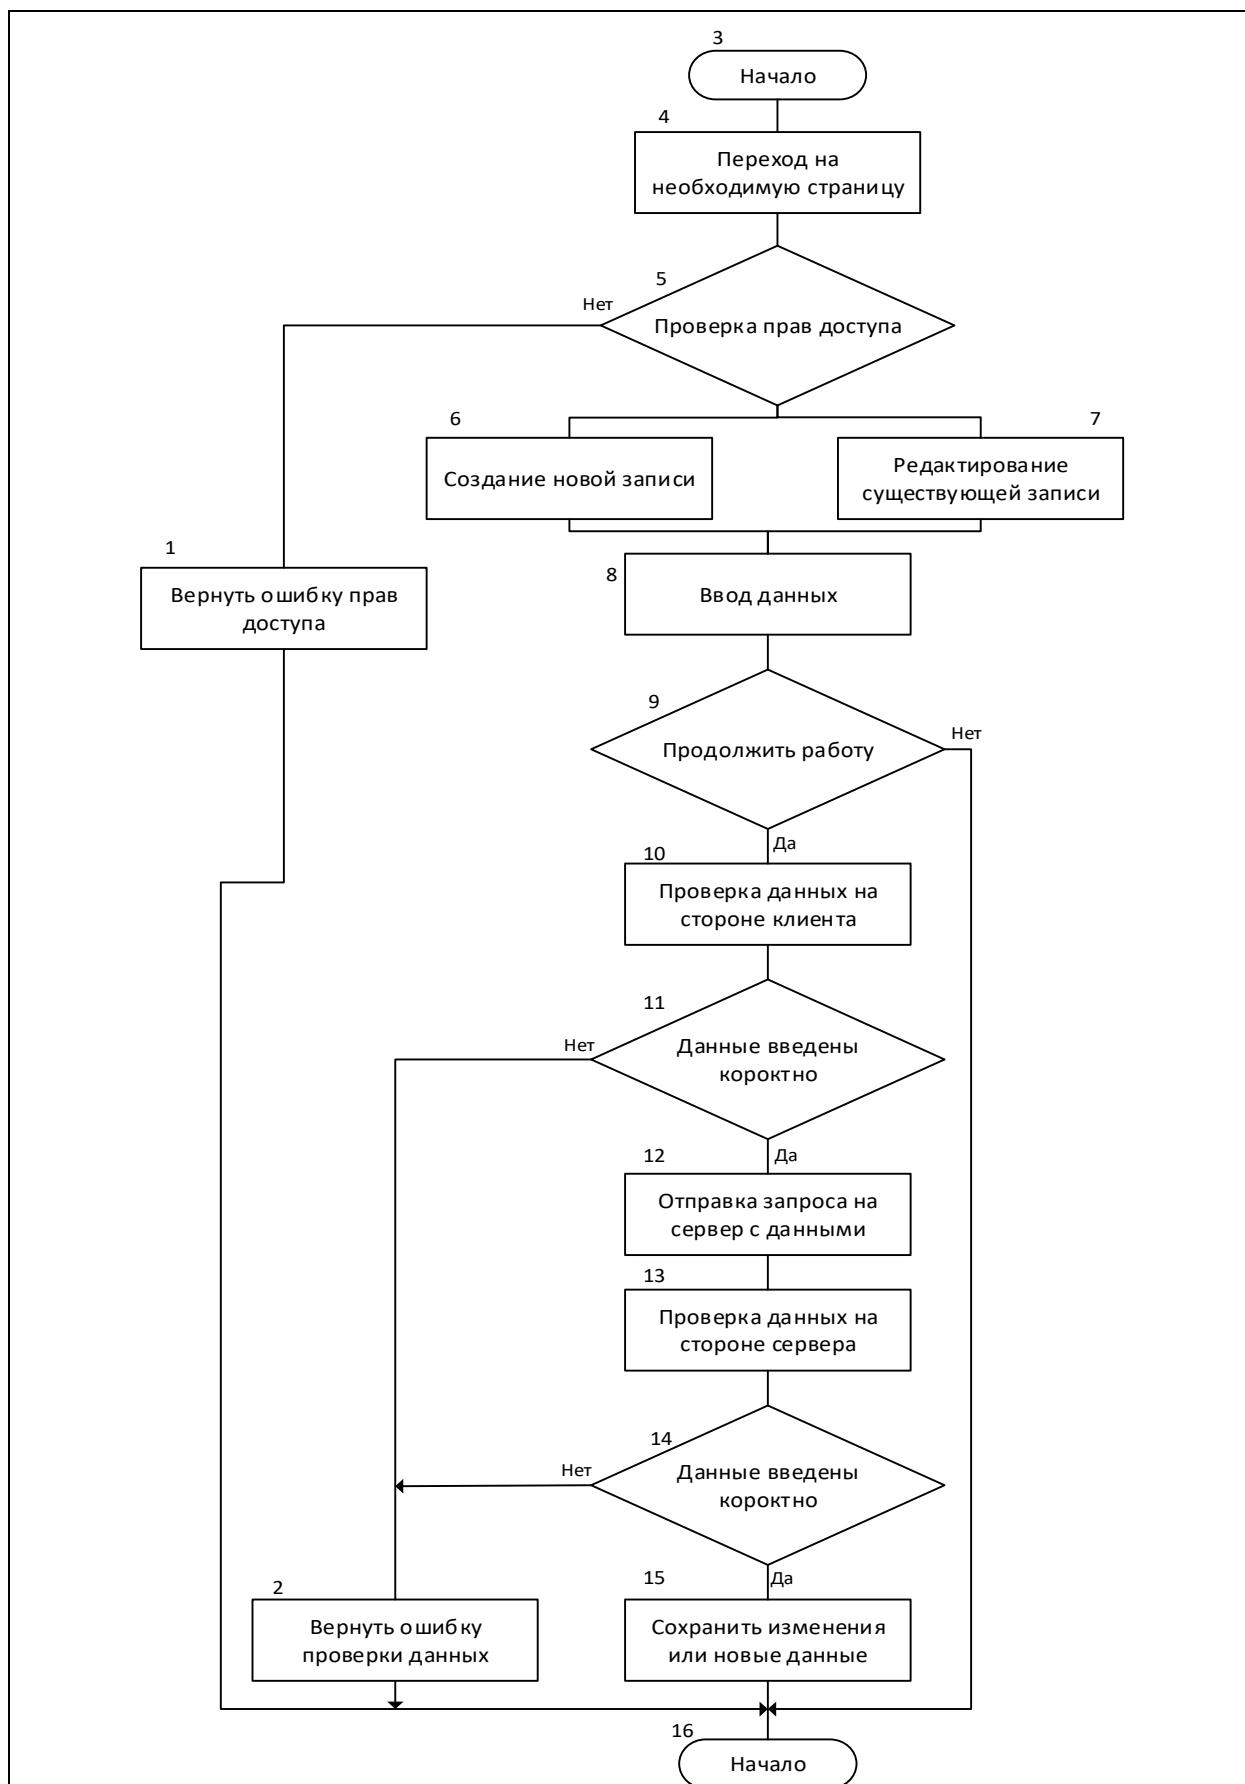 3
Начало
4
Переход на
необходимую страницу
5
Нет
Проверка прав доступа
6
Создание новой записи
7
Редактирование
существующей записи
1
Вернуть ошибку прав
доступа
8
Ввод данных
9
Продолжить работу
Нет
Да
10
Проверка данных на
стороне клиента
11
Нет
Данные введены
короктно
Да
12
Отправка запроса на
сервер с данными
13
Проверка данных на
стороне сервера
14
Нет
Данные введены
короктно
Да
2
Вернуть ошибку
проверки данных
15
Сохранить изменения
или новые данные
16
Начало